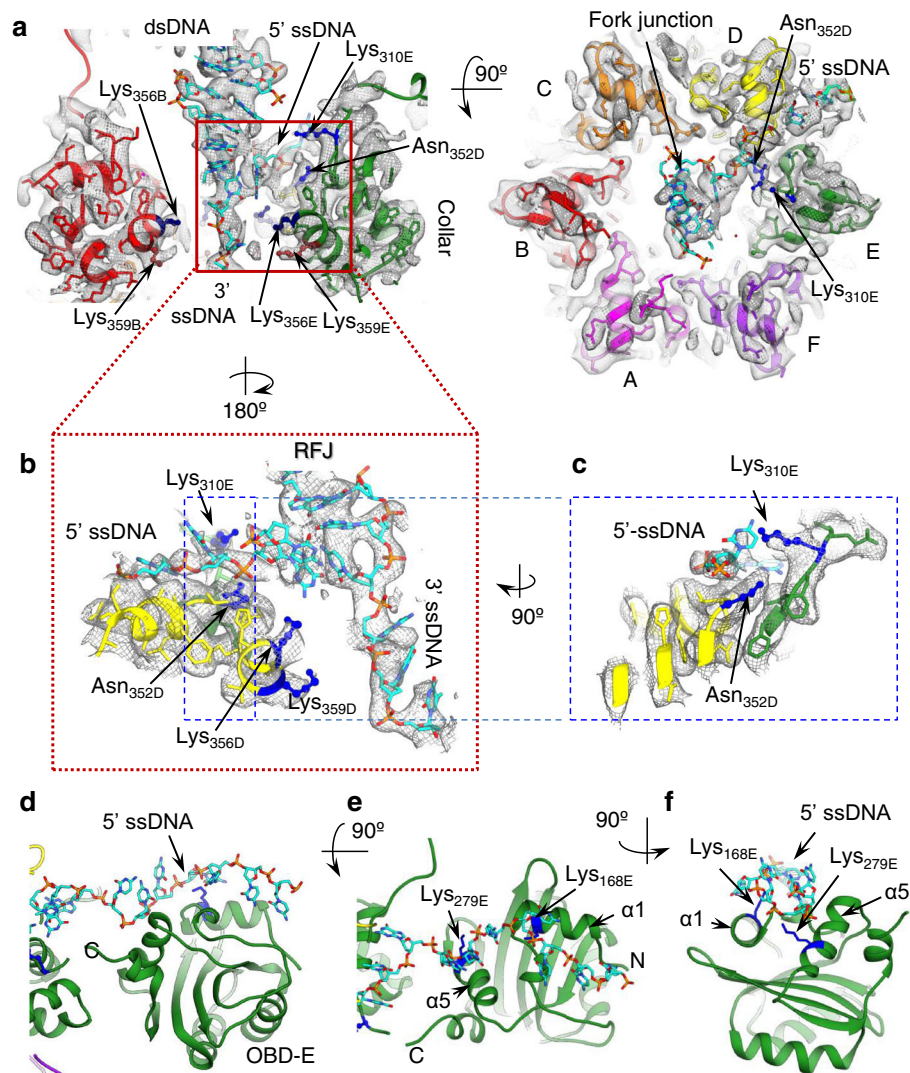 a
dsDNA
5′ ssDNA
Lys310E
Lys356B
Asn352D
Collar
Lys359B
3′ ssDNA
Lys356E
Lys359E
90º
Fork junction
D
Asn352D
5′ ssDNA
C
B
E
Lys310E
A
F
180º
b
RFJ
Lys310E
5′ ssDNA
3′ ssDNA
Asn352D
Lys359D
Lys356D
90º
c
Lys310E
5′-ssDNA
Asn352D
d
5′ ssDNA
C
OBD-E
90º
e
Lys279E
Lys168E
α1
N
α5
C
90º
f
5′ ssDNA
Lys168E
Lys279E
α1
α5